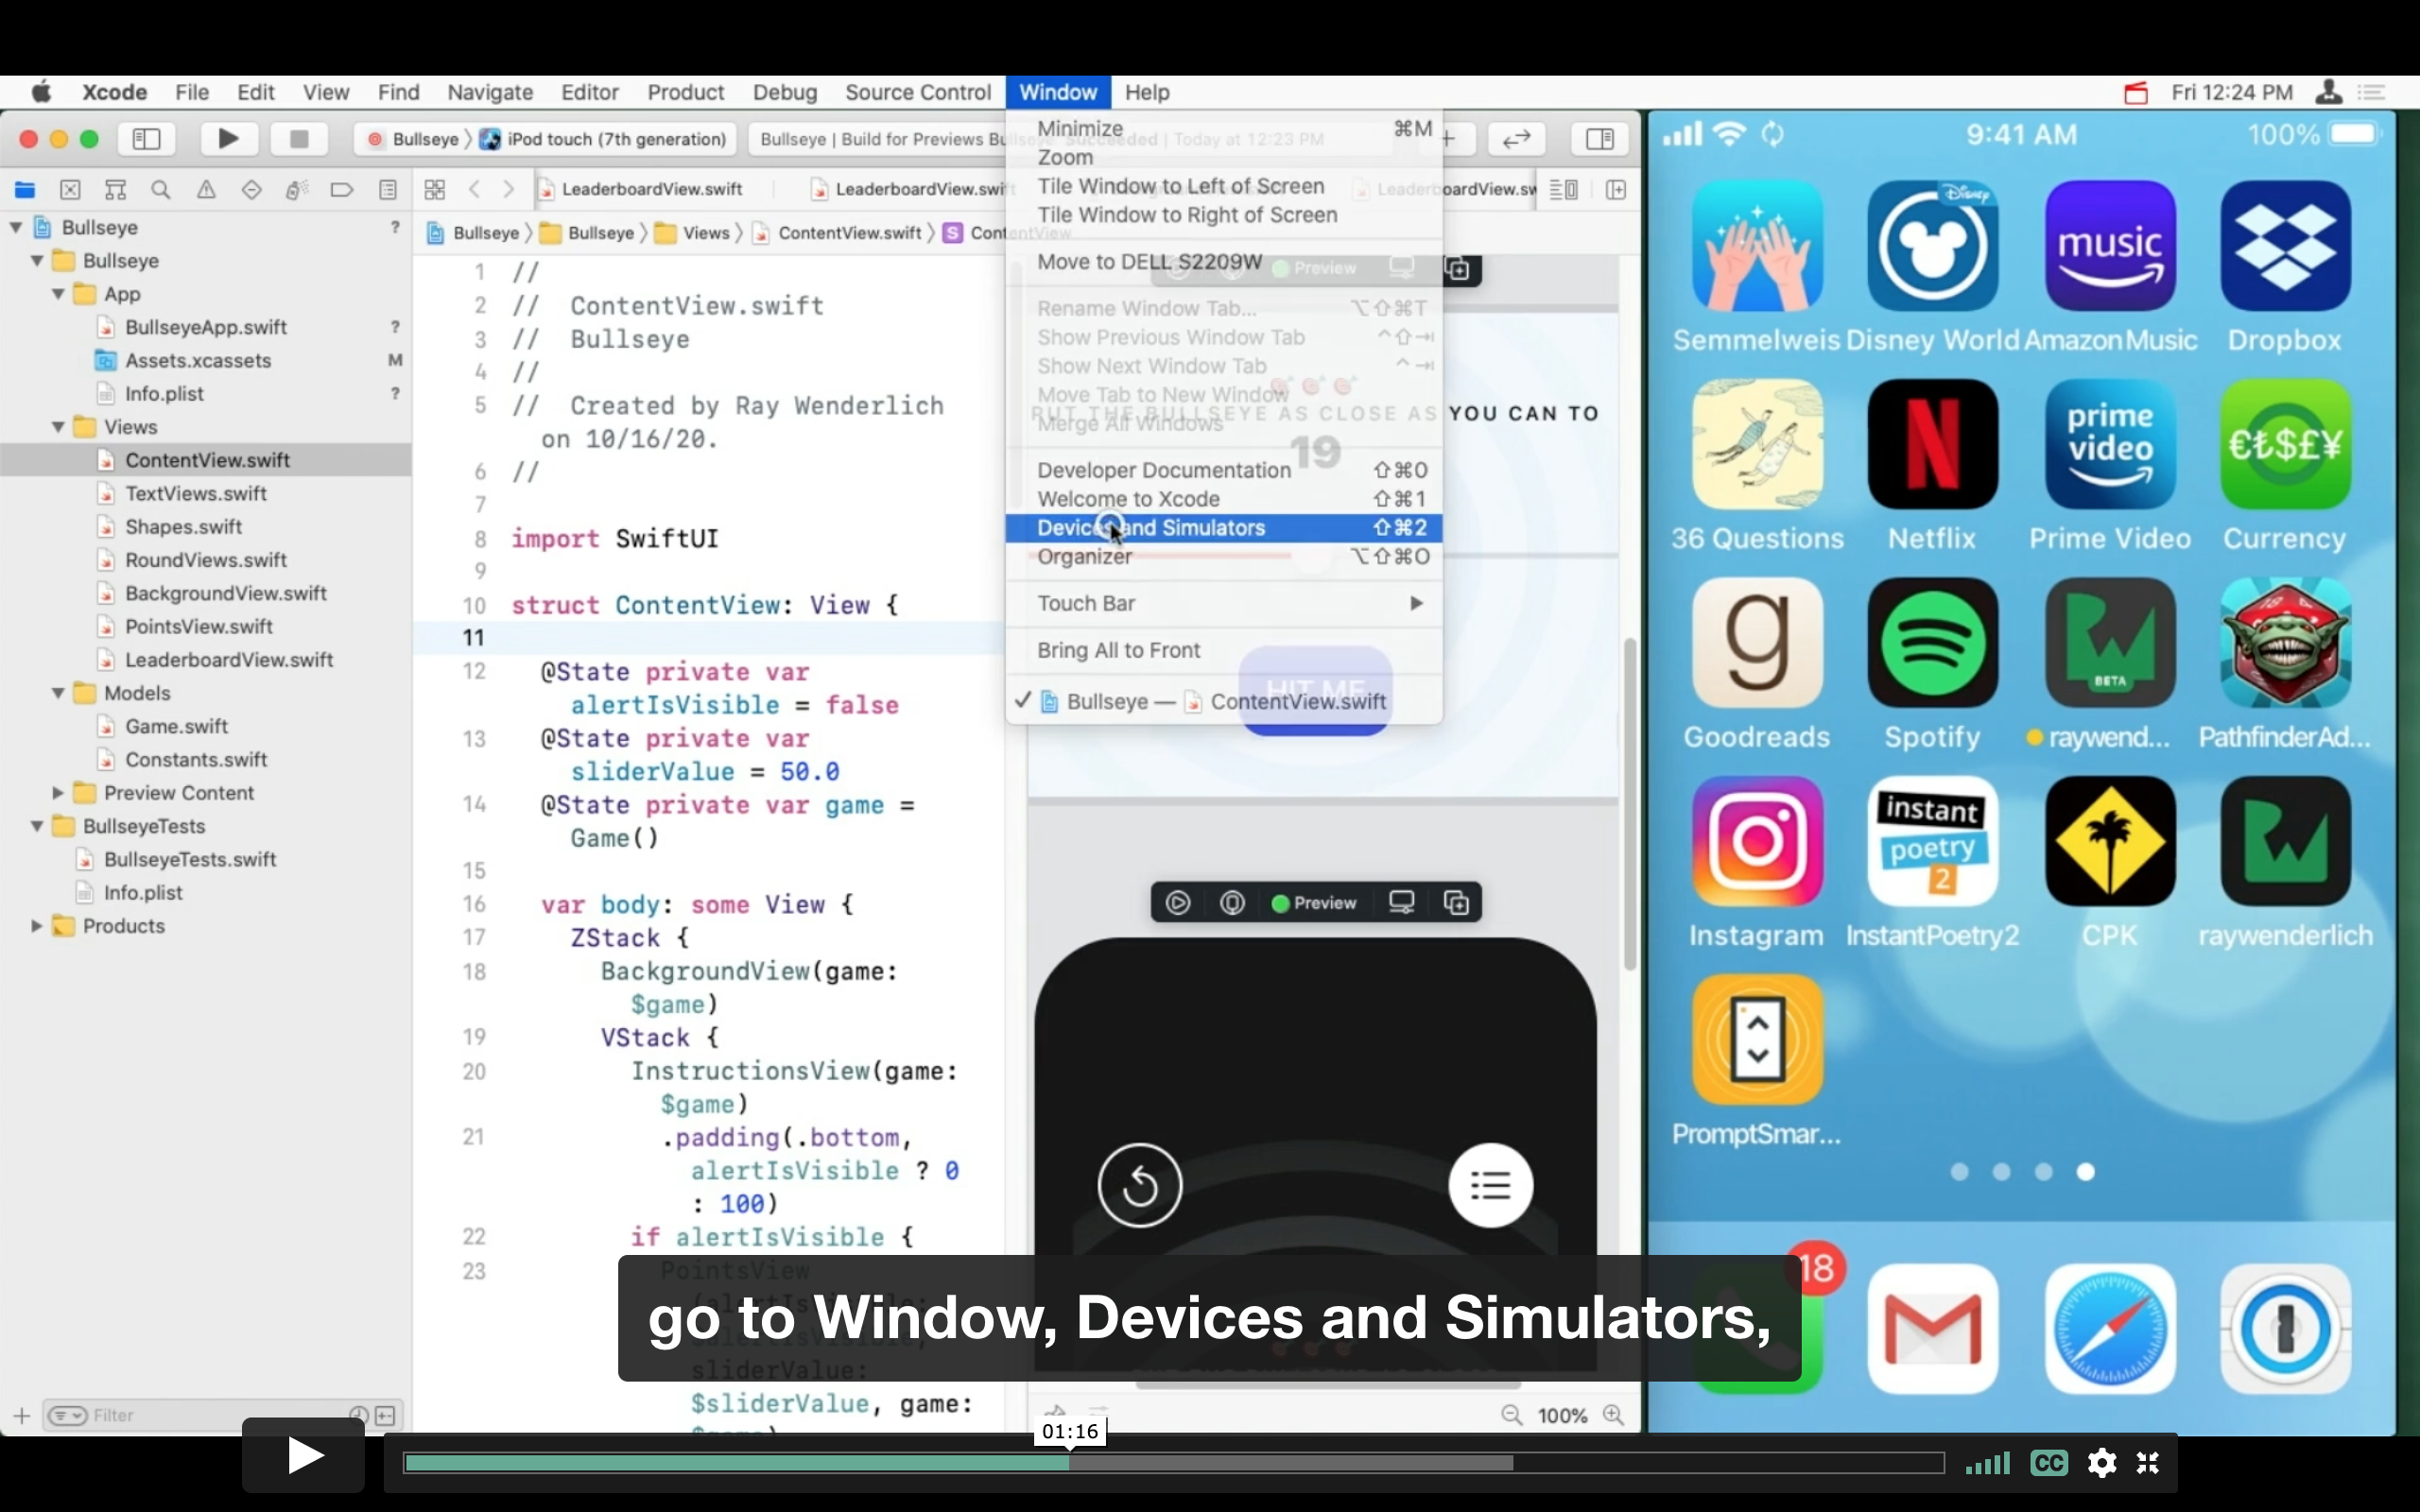 Xcode File Edit View Find Navigate Editor Product Debug Source Control Window Help
Fri 12:24 PM
Bullseye 〉 iPod touch (7th generation)
Bullseye | Build for Previews Bullseye: Succeeded | Today at 12:23 PM
LeaderboardView.swift
LeaderboardView.swift
LeaderboardView.sw
Bullseye 〉 Bullseye 〉 Views 〉 ContentView.swift 〉 S ContentView
Bullseye ?
Bullseye
App
BullseyeApp.swift ?
Assets.xcassets M
Info.plist ?
Views
ContentView.swift
TextViews.swift
Shapes.swift
RoundViews.swift
BackgroundView.swift
PointsView.swift
LeaderboardView.swift
Models
Game.swift
Constants.swift
Preview Content
BullseyeTests
BullseyeTests.swift
Info.plist
Products
Filter
1 //
2 //  ContentView.swift
3 //  Bullseye
4 //
5 //  Created by Ray Wenderlich
on 10/16/20.
6 //
7
8 import SwiftUI
9
10 struct ContentView: View {
11
12 @State private var
alertIsVisible = false
13 @State private var
sliderValue = 50.0
14 @State private var game =
Game()
15
16 var body: some View {
17 ZStack {
18 BackgroundView(game:
$game)
19 VStack {
20 InstructionsView(game:
$game)
21 .padding(.bottom,
alertIsVisible ? 0
: 100)
22 if alertIsVisible {
23 PointsView
(alertIsVisible:
$alertIsVisible,
sliderValue:
$sliderValue, game:
$game)
Minimize ⌘M
Zoom
Tile Window to Left of Screen
Tile Window to Right of Screen
Move to DELL S2209W
Rename Window Tab... ⌥⇧⌘T
Show Previous Window Tab ^⇧⇥
Show Next Window Tab ^⇥
Move Tab to New Window
Merge All Windows
Developer Documentation ⇧⌘0
Welcome to Xcode ⇧⌘1
Devices and Simulators ⇧⌘2
Organizer ⌥⇧⌘O
Touch Bar
Bring All to Front
✓ Bullseye — ContentView.swift
Preview
PUT THE BULLSEYE AS CLOSE AS YOU CAN TO
19
HIT ME
Preview
100%
9:41 AM
100%
Disney
music
Semmelweis Disney World Amazon Music Dropbox
prime
video
€₺$£¥
36 Questions Netflix Prime Video Currency
g
BETA
Goodreads Spotify raywend... PathfinderAd...
instant
poetry
2
Instagram InstantPoetry2 CPK raywenderlich
PromptSmar...
18
go to Window, Devices and Simulators,
01:16
CC